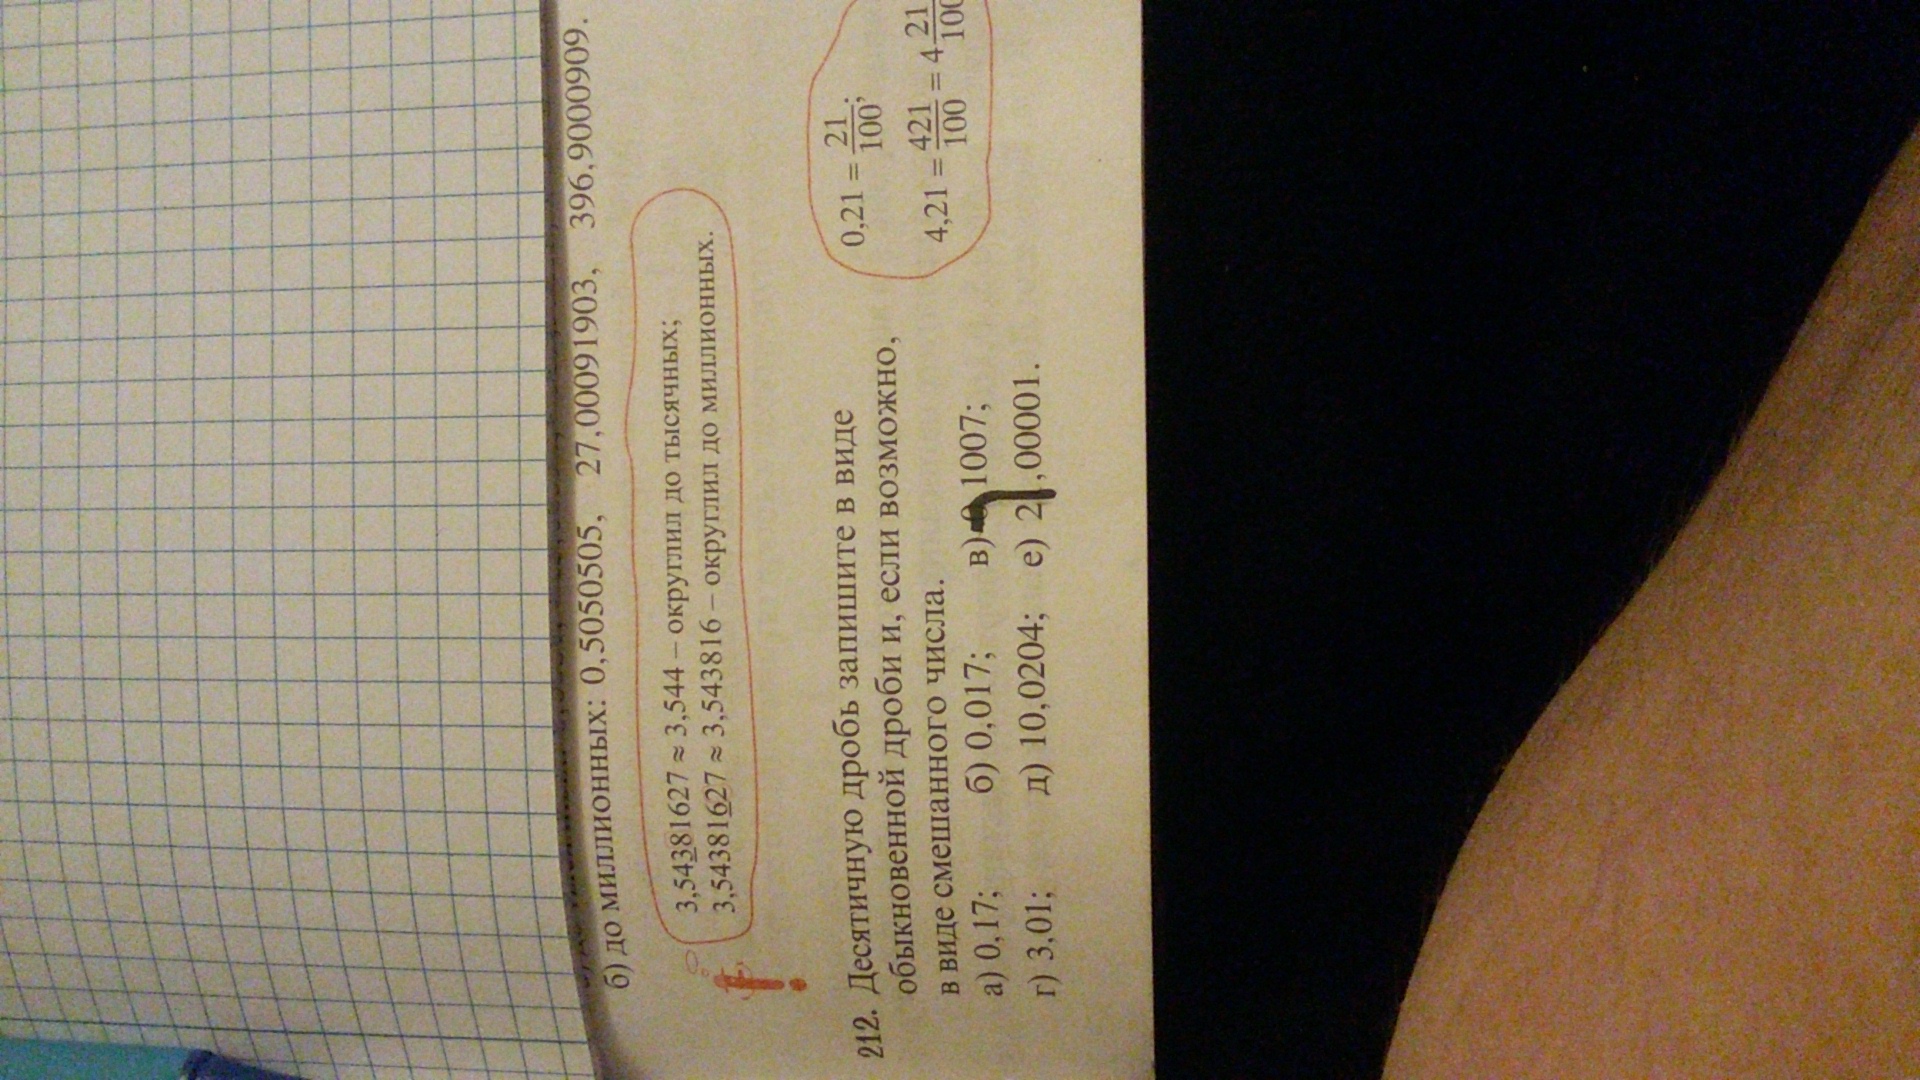 б) до миллионных: 0,5050505, 27,00091903, 396,9000909.
3,54381627 ≈ 3,544 – округлил до тысячных;
3,54381627 ≈ 3,543816 – округлил до миллионных.
212. Десятичную дробь запишите в виде
обыкновенной дроби и, если возможно,
в виде смешанного числа.
а) 0,17; б) 0,017; в) 1007;
г) 3,01; д) 10,0204; е) 2 ,00001.
0,21 = 21/100;
4,21 = 421/100 = 4 21/100